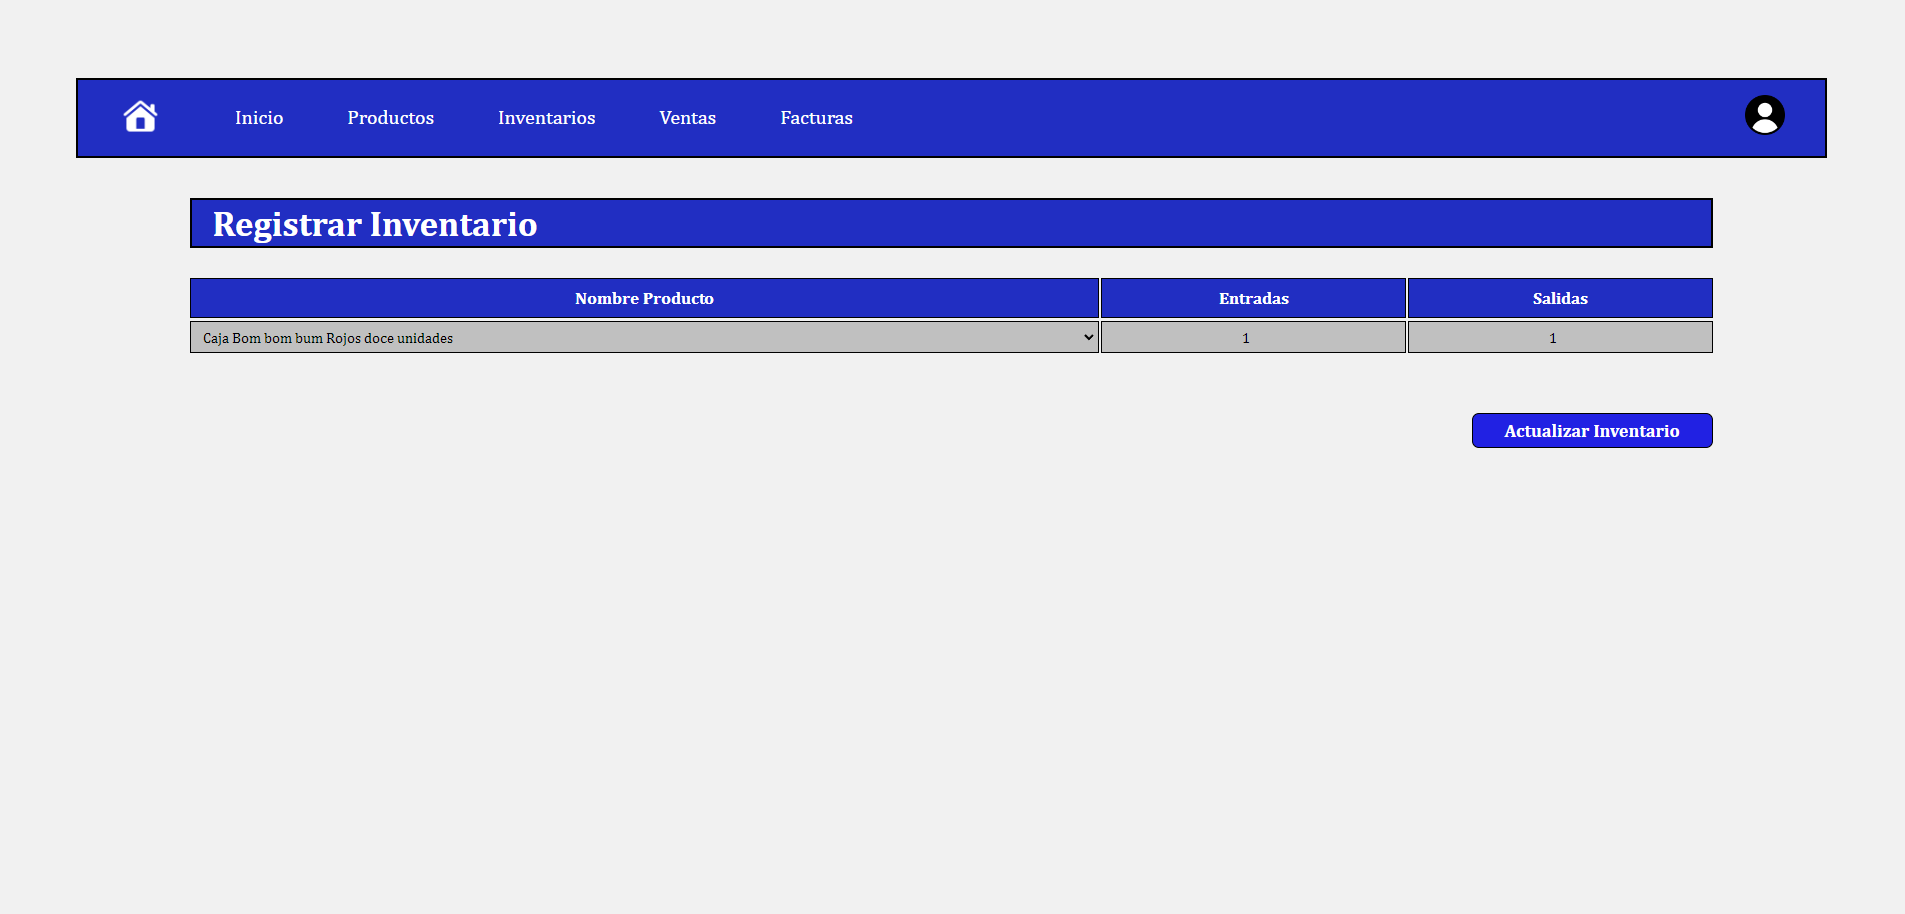 Inicio Productos Inventarios Ventas Facturas
Registrar Inventario
Nombre Producto Entradas Salidas
Caja Bom bom bum Rojos doce unidades 1 1
Actualizar Inventario